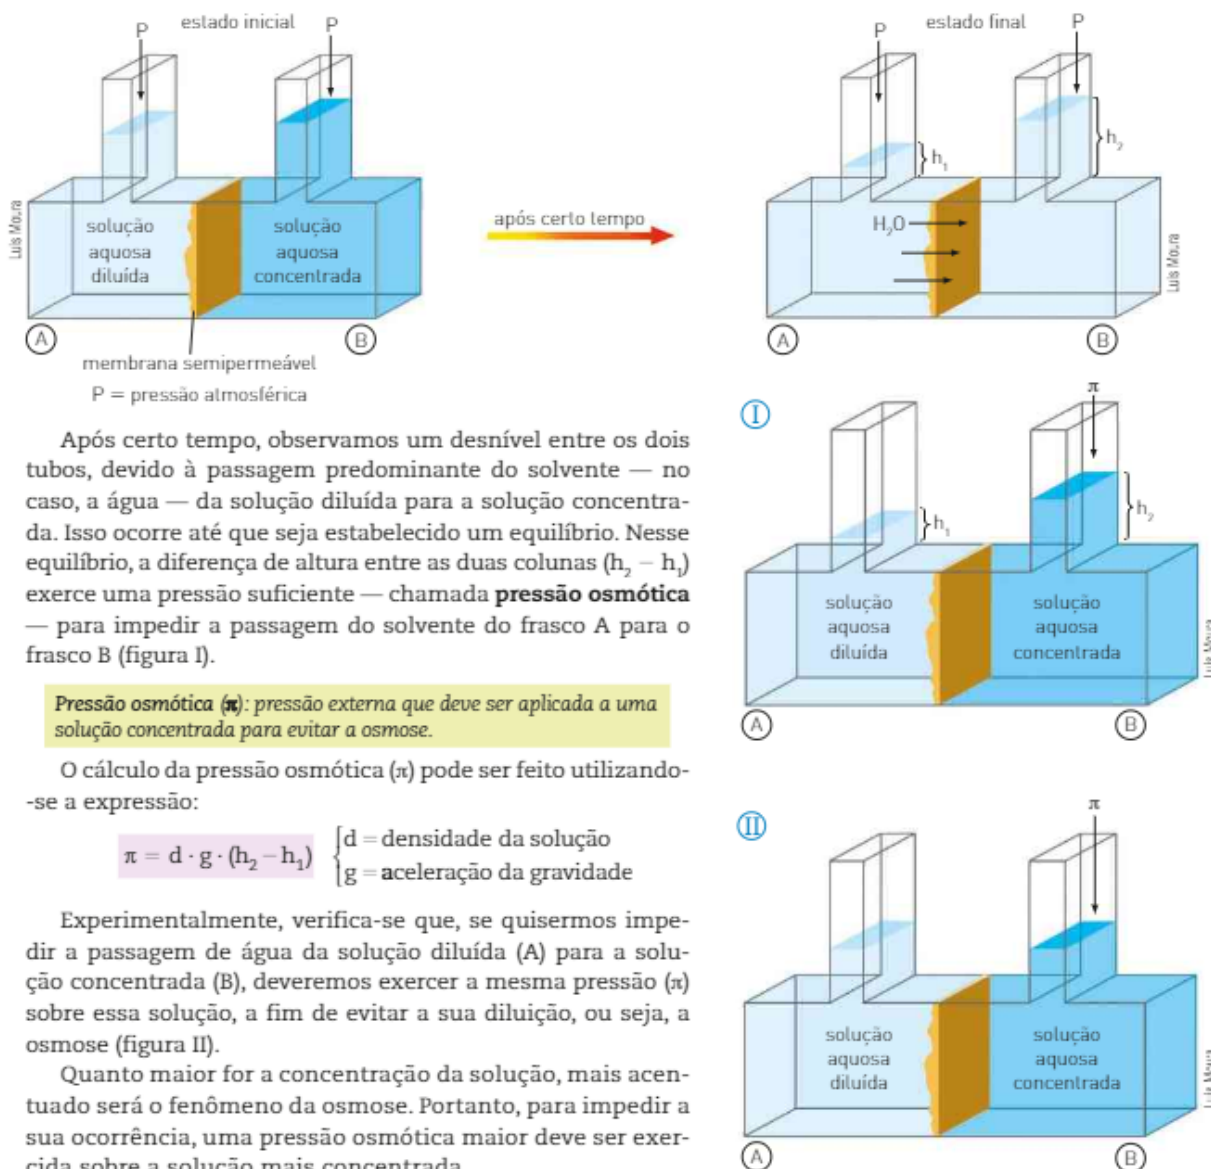 estado inicial
P
P
solução
aquosa
diluída
solução
aquosa
concentrada
Luis Moura
A
B
membrana semipermeável
P = pressão atmosférica
após certo tempo
estado final
P
P
h₁
h₂
H₂O
Luis Moura
A
B
Após certo tempo, observamos um desnível entre os dois
tubos, devido à passagem predominante do solvente — no
caso, a água — da solução diluída para a solução concentra-
da. Isso ocorre até que seja estabelecido um equilíbrio. Nesse
equilíbrio, a diferença de altura entre as duas colunas (h₂ – h₁)
exerce uma pressão suficiente — chamada pressão osmótica
— para impedir a passagem do solvente do frasco A para o
frasco B (figura I).
Pressão osmótica (π): pressão externa que deve ser aplicada a uma
solução concentrada para evitar a osmose.
O cálculo da pressão osmótica (π) pode ser feito utilizando-
-se a expressão:
π = d · g · (h₂ – h₁)
d = densidade da solução
g = aceleração da gravidade
Experimentalmente, verifica-se que, se quisermos impe-
dir a passagem de água da solução diluída (A) para a solu-
ção concentrada (B), deveremos exercer a mesma pressão (π)
sobre essa solução, a fim de evitar a sua diluição, ou seja, a
osmose (figura II).
Quanto maior for a concentração da solução, mais acen-
tuado será o fenômeno da osmose. Portanto, para impedir a
sua ocorrência, uma pressão osmótica maior deve ser exer-
cida sobre a solução mais concentrada.
I
π
h₁
h₂
solução
aquosa
diluída
solução
aquosa
concentrada
Luis Moura
A
B
II
π
solução
aquosa
diluída
solução
aquosa
concentrada
Luis Moura
A
B